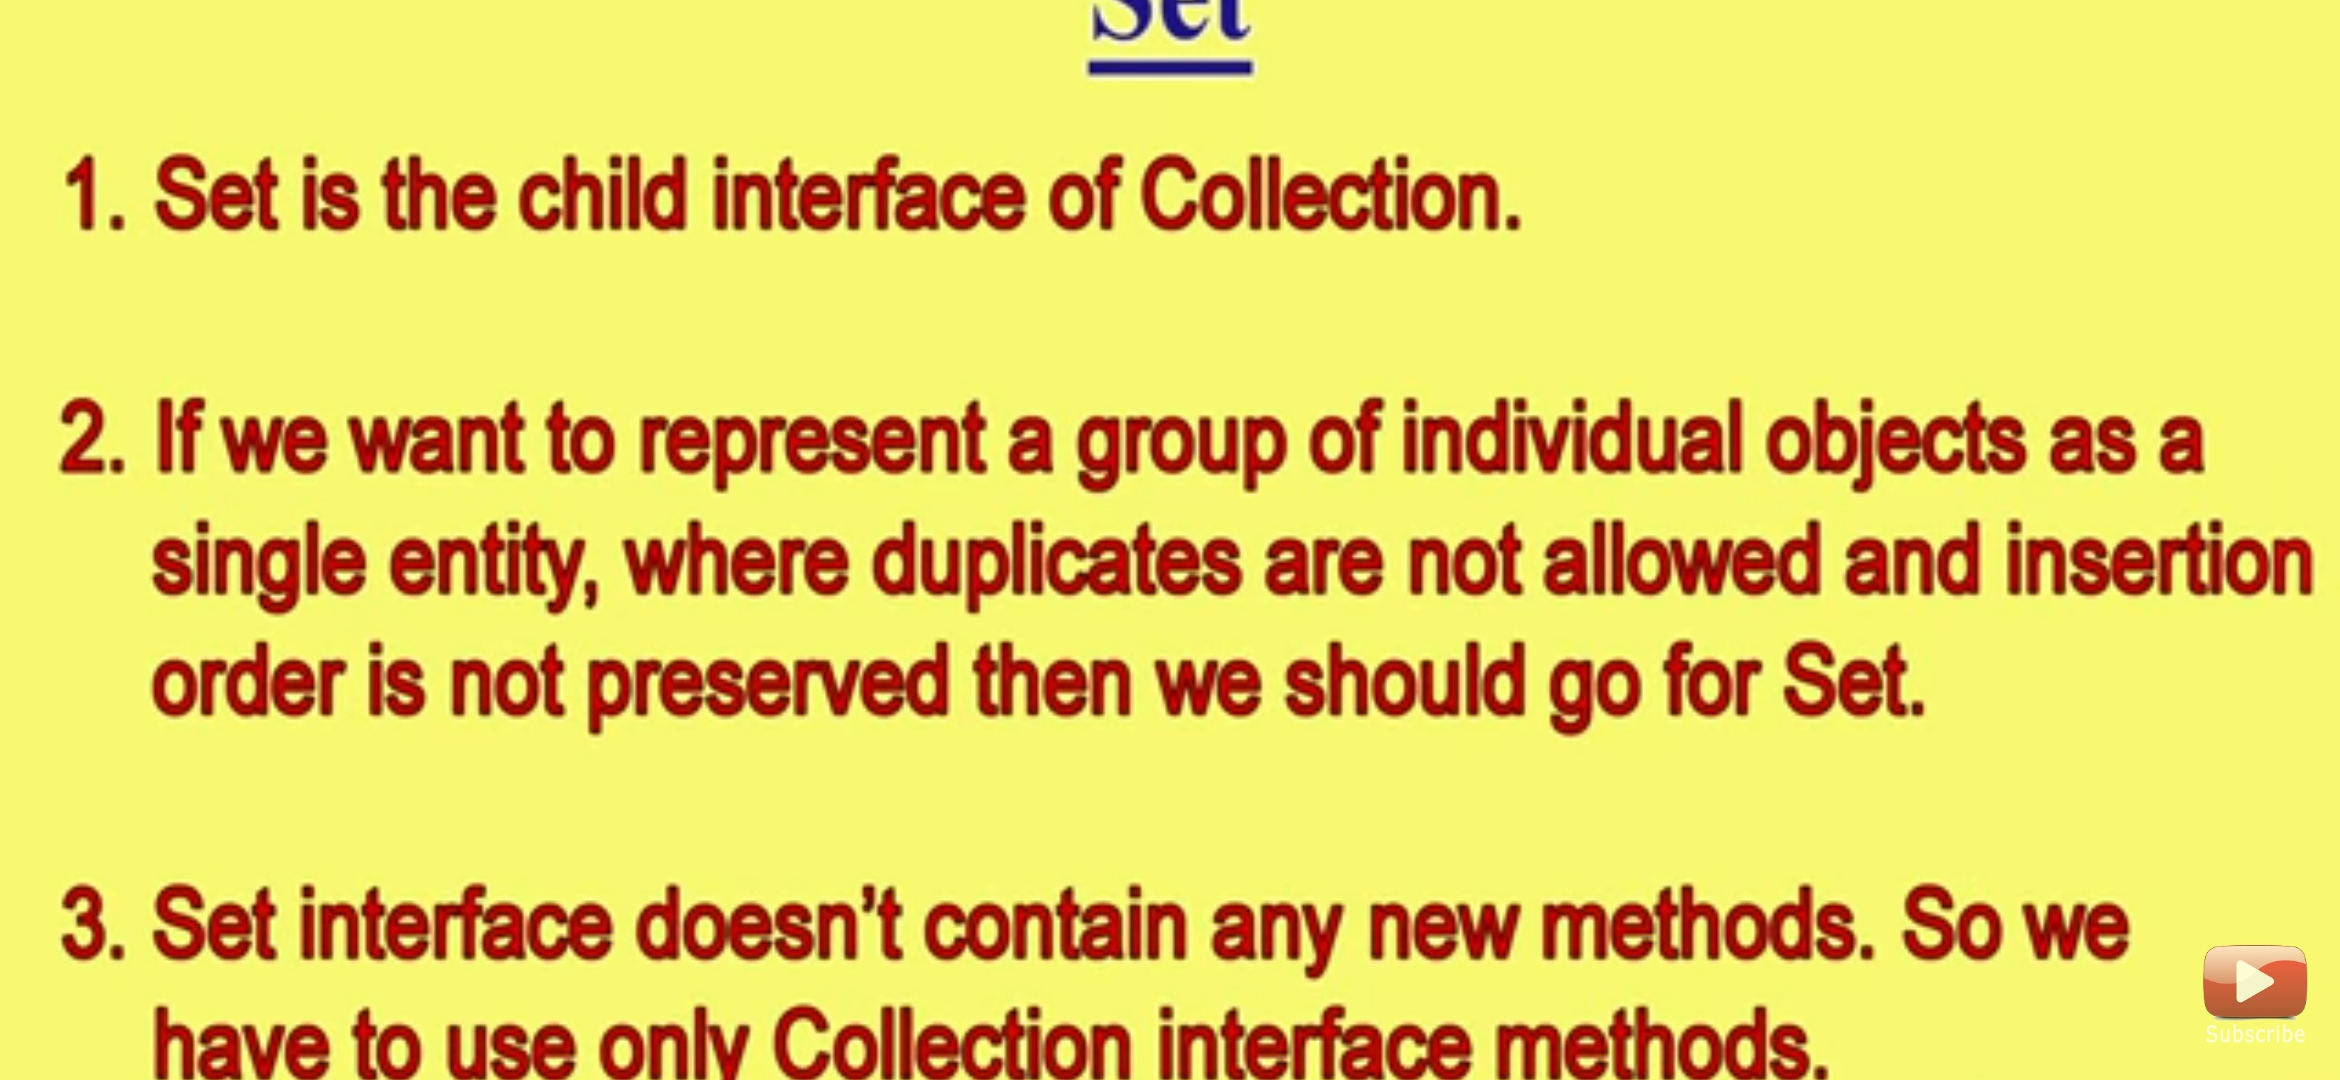 Set
1. Set is the child interface of Collection.
2. If we want to represent a group of individual objects as a
single entity, where duplicates are not allowed and insertion
order is not preserved then we should go for Set.
3. Set interface doesn’t contain any new methods. So we
have to use only Collection interface methods.
Subscribe